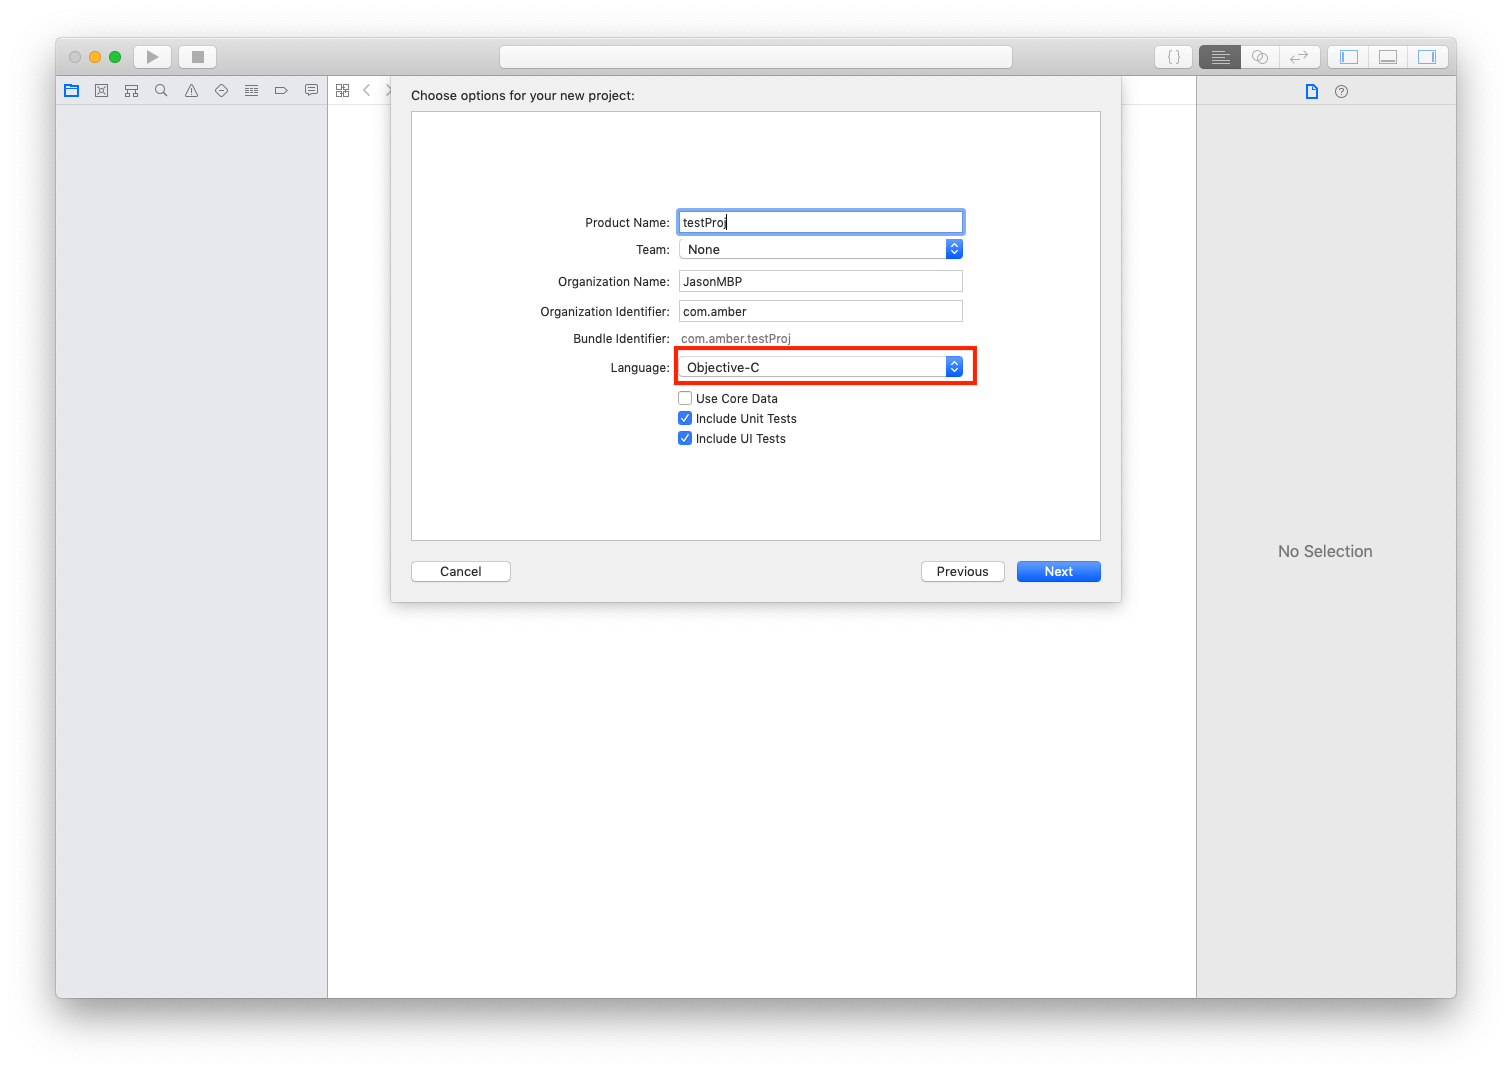 Choose options for your new project:
Product Name: testProj
Team: None
Organization Name: JasonMBP
Organization Identifier: com.amber
Bundle Identifier: com.amber.testProj
Language: Objective-C
Use Core Data
Include Unit Tests
Include UI Tests
No Selection
Cancel Previous Next